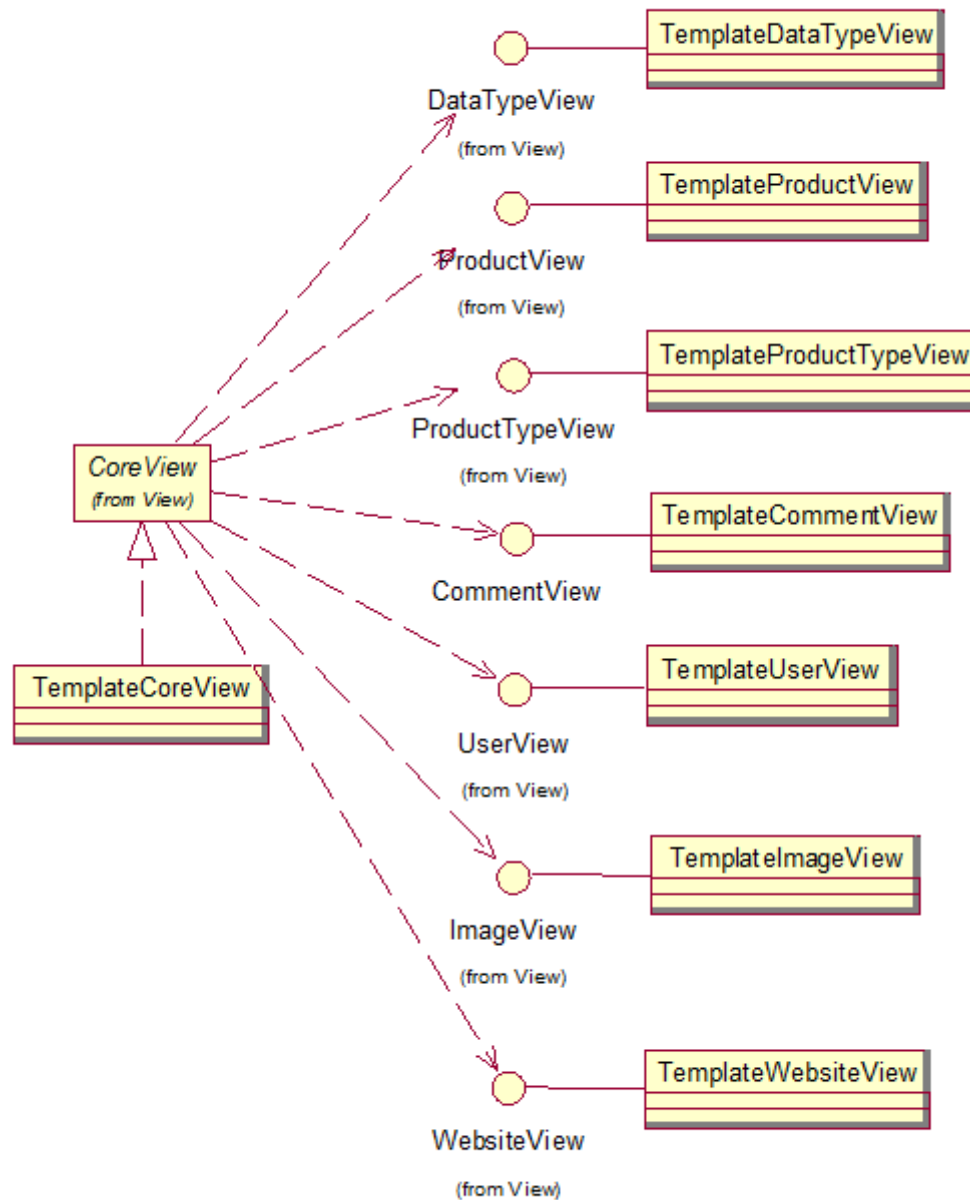 TemplateDataTypeView
DataTypeView
(from View)
TemplateProductView
ProductView
(from View)
TemplateProductTypeView
ProductTypeView
(from View)
CoreView
(from View)
TemplateCommentView
CommentView
TemplateCoreView
TemplateUserView
UserView
(from View)
TemplateImageView
ImageView
(from View)
TemplateWebsiteView
WebsiteView
(from View)